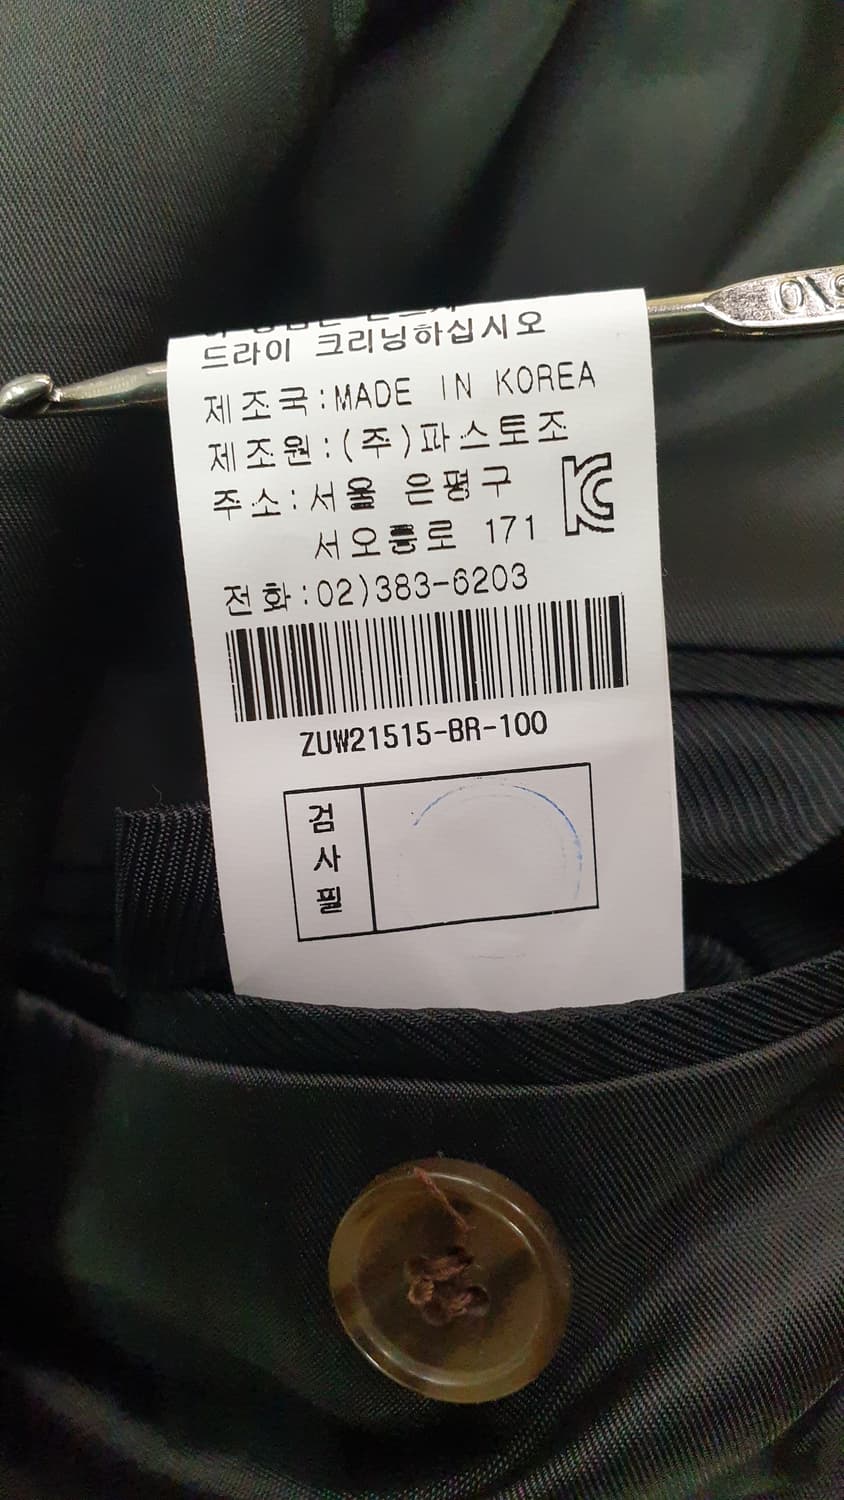 드라이 크리닝하십시오
제조국:MADE IN KOREA
제조원:(주)파스토조
주소:서울 은평구
서오릉로 171
KC
전화:02)383-6203
ZUW21515-BR-100
검
사
필